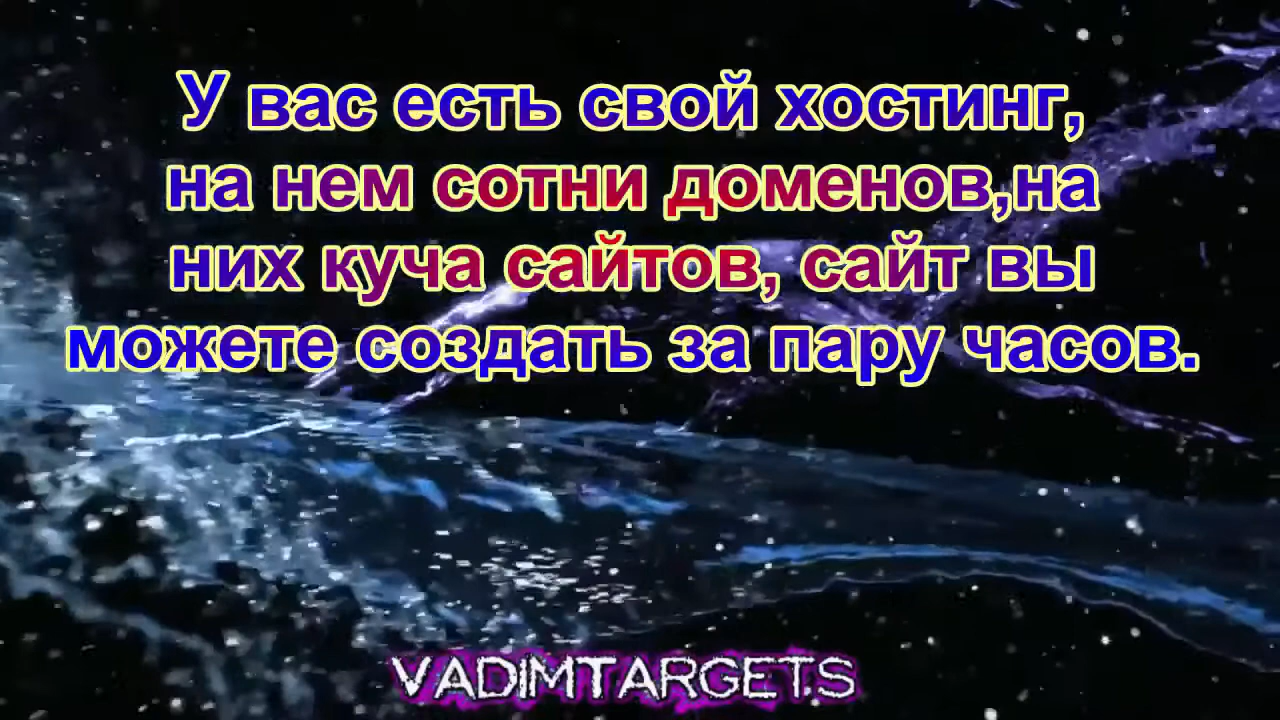 У вас есть свой хостинг,
на нем сотни доменов,на
них куча сайтов, сайт вы
можете создать за пару часов.
VADIMTARGETS